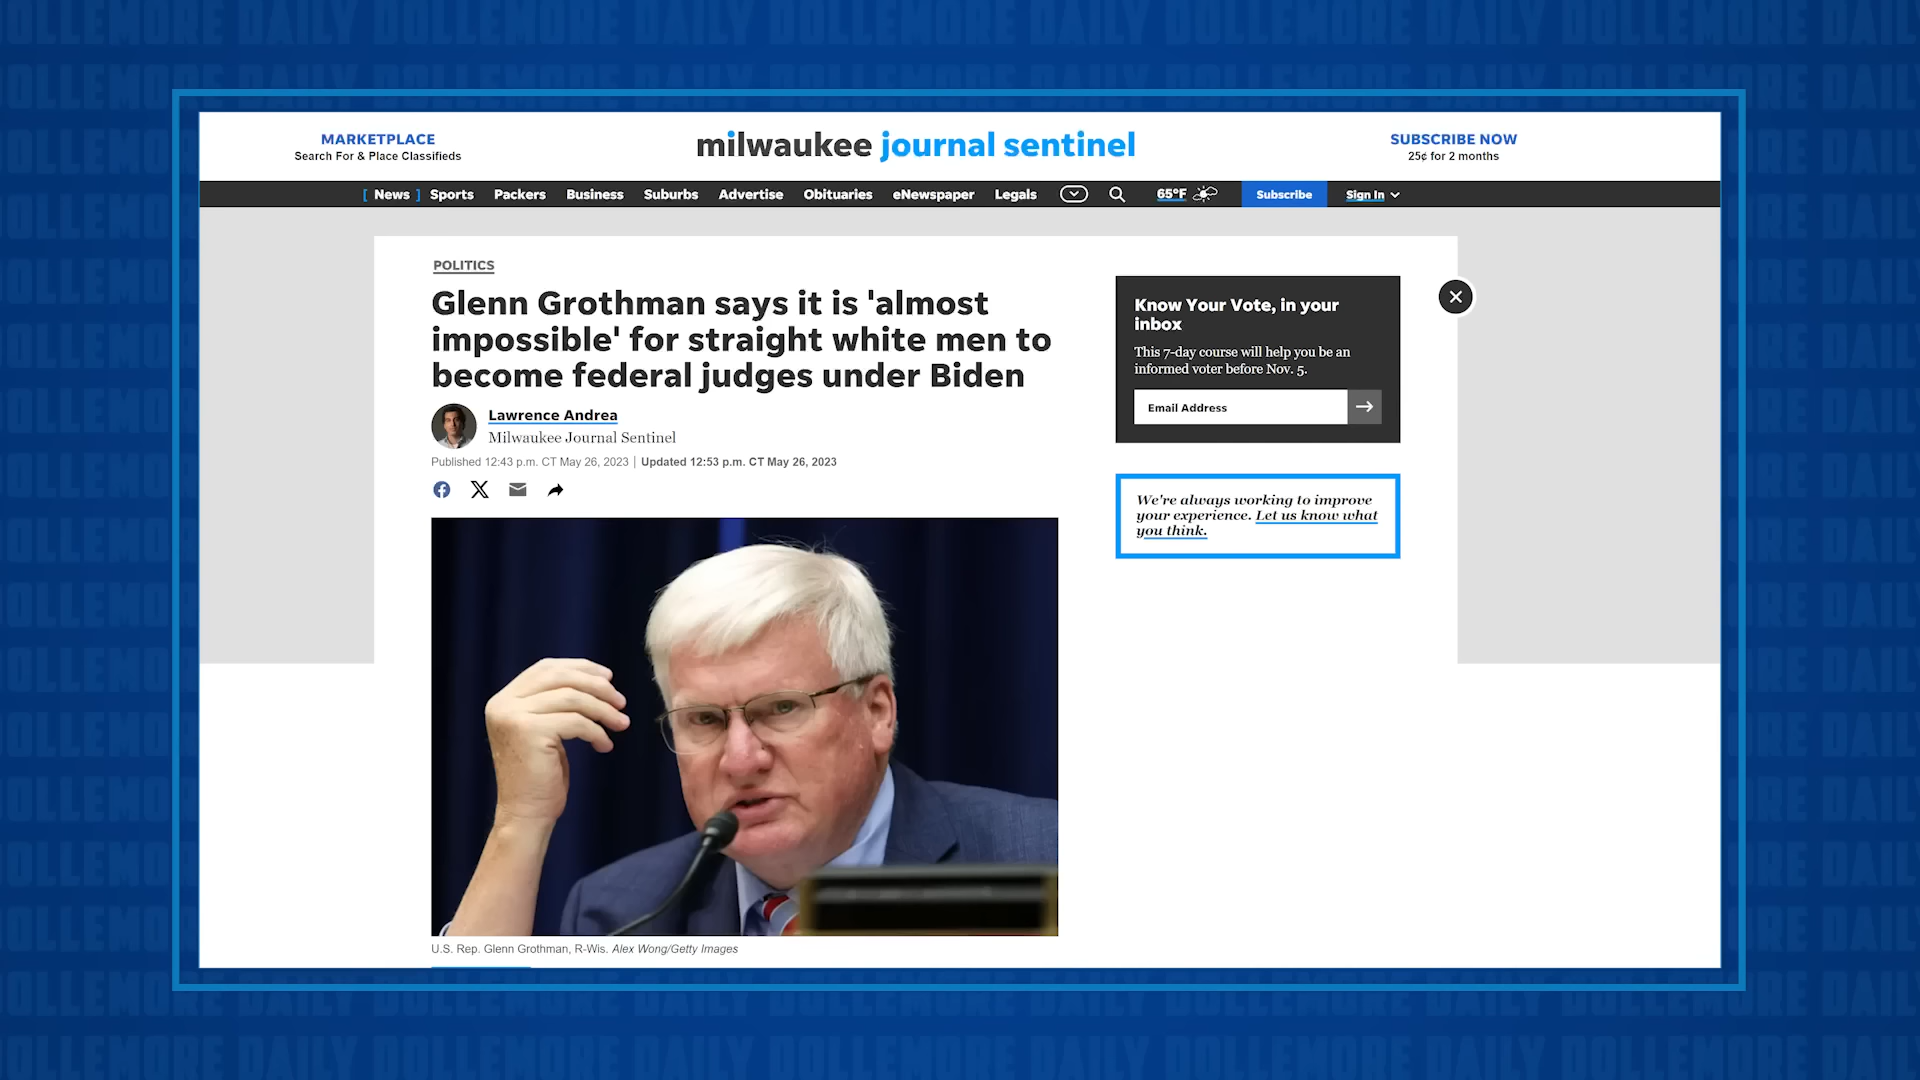 DOLLEMORE DAILY
MARKETPLACE
Search For & Place Classifieds
milwaukee journal sentinel
SUBSCRIBE NOW
25¢ for 2 months
[ News ] Sports Packers Business Suburbs Advertise Obituaries eNewspaper Legals 65°F Subscribe Sign In
POLITICS
Glenn Grothman says it is 'almost
impossible' for straight white men to
become federal judges under Biden
Lawrence Andrea
Milwaukee Journal Sentinel
Published 12:43 p.m. CT May 26, 2023 | Updated 12:53 p.m. CT May 26, 2023
Know Your Vote, in your
inbox
This 7-day course will help you be an
informed voter before Nov. 5.
Email Address
We're always working to improve
your experience. Let us know what
you think.
U.S. Rep. Glenn Grothman, R-Wis. Alex Wong/Getty Images